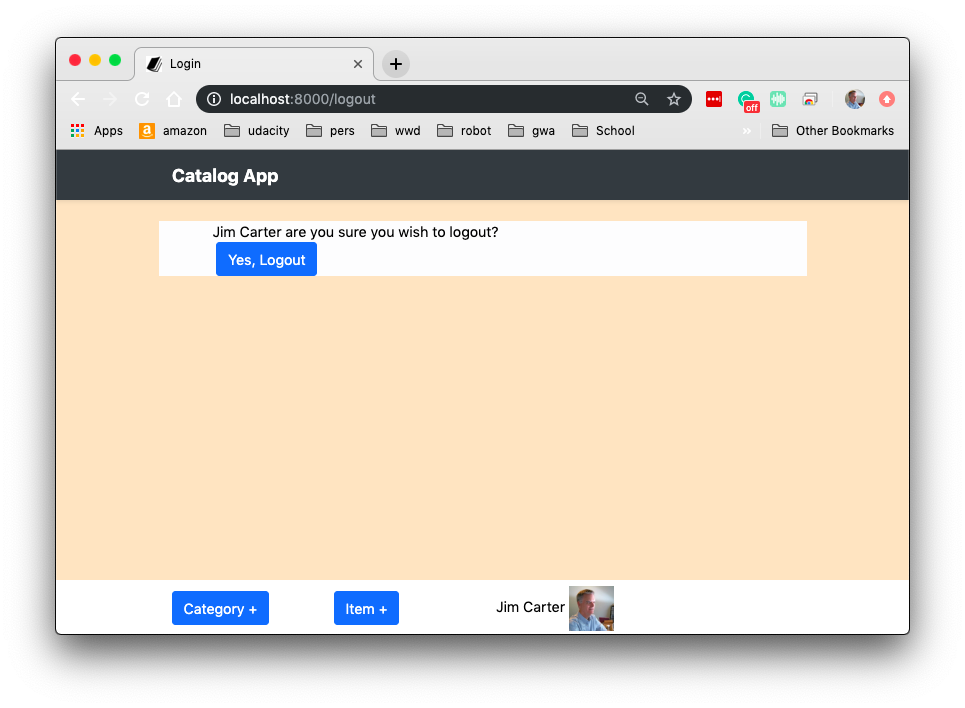 Login
localhost:8000/logout
off
Apps a amazon udacity pers wwd robot gwa School » Other Bookmarks
Catalog App
Jim Carter are you sure you wish to logout?
Yes, Logout
Category + Item + Jim Carter